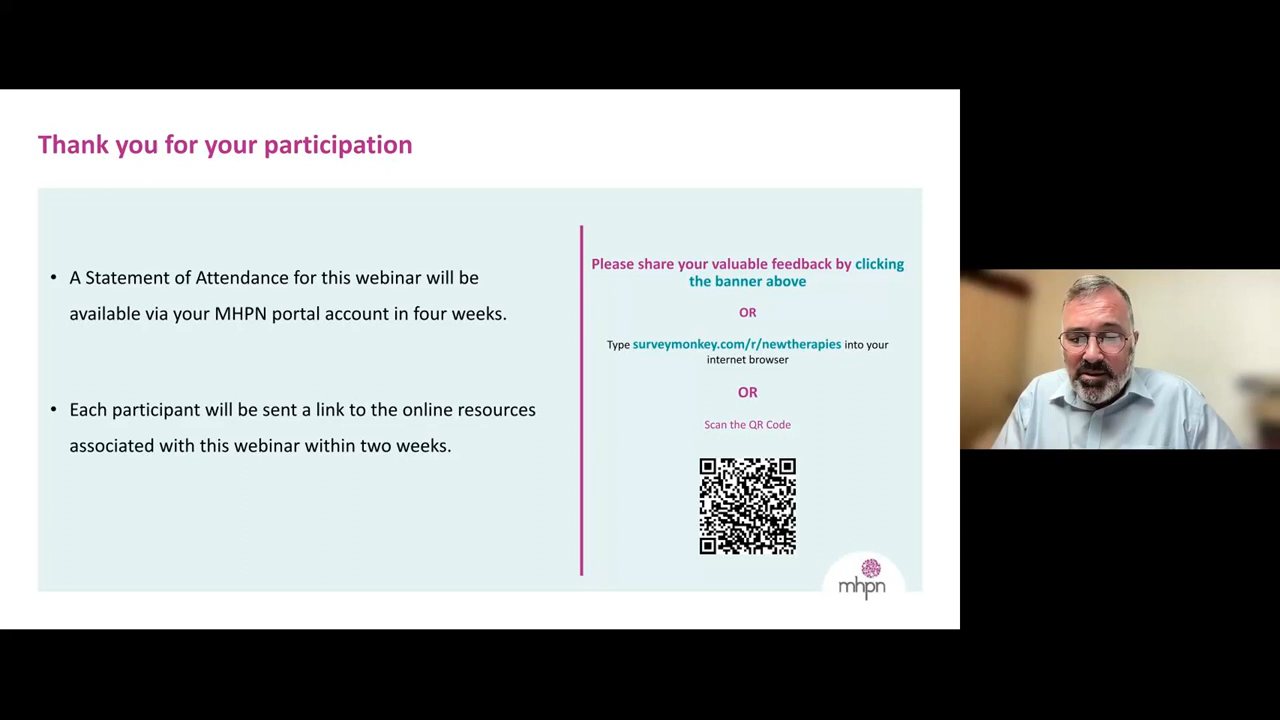 Thank you for your participation
• A Statement of Attendance for this webinar will be
available via your MHPN portal account in four weeks.
• Each participant will be sent a link to the online resources
associated with this webinar within two weeks.
Please share your valuable feedback by clicking
the banner above
OR
Type surveymonkey.com/r/newtherapies into your
internet browser
OR
Scan the QR Code
mhpn